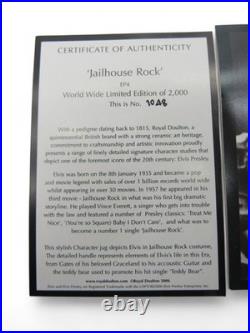 CERTIFICATE OF AUTHENTICITY
'Jailhouse Rock'
EP4
World Wide Limited Edition of 2,000
This is No. 1048
With a pedigree dating back to 1815, Royal Doulton, a
quintessential British brand with a strong ceramic art heritage,
commitment to craftsmanship and artistic innovation proudly
presents a range of finely detailed signature character studies that
depict one of the foremost icons of the 20th century: Elvis Presley.
Elvis was born on the 8th January 1935 and became a pop
and movie legend with sales of over 1 billion records world wide
whilst appearing in over 30 movies. In 1957 he appeared in his
third movie - Jailhouse Rock, in what was his first big dramatic
storyline. He played Vince Everett, a singer who gets into trouble
with the law and featured a number of Presley classics: 'Treat Me
Nice', '(You're so Square) Baby I Don't Care', and what was to
become a number 1 single 'Jailhouse Rock'.
This stylish Character jug depicts Elvis in Jailhouse Rock costume.
The detailed handle represents elements of Elvis's life in this Era,
from Gates of his beloved Graceland to his acoustic Guitar and
the teddy bear used to promote his hit single "Teddy Bear".
www.royaldoulton.com ©Royal Doulton 2006